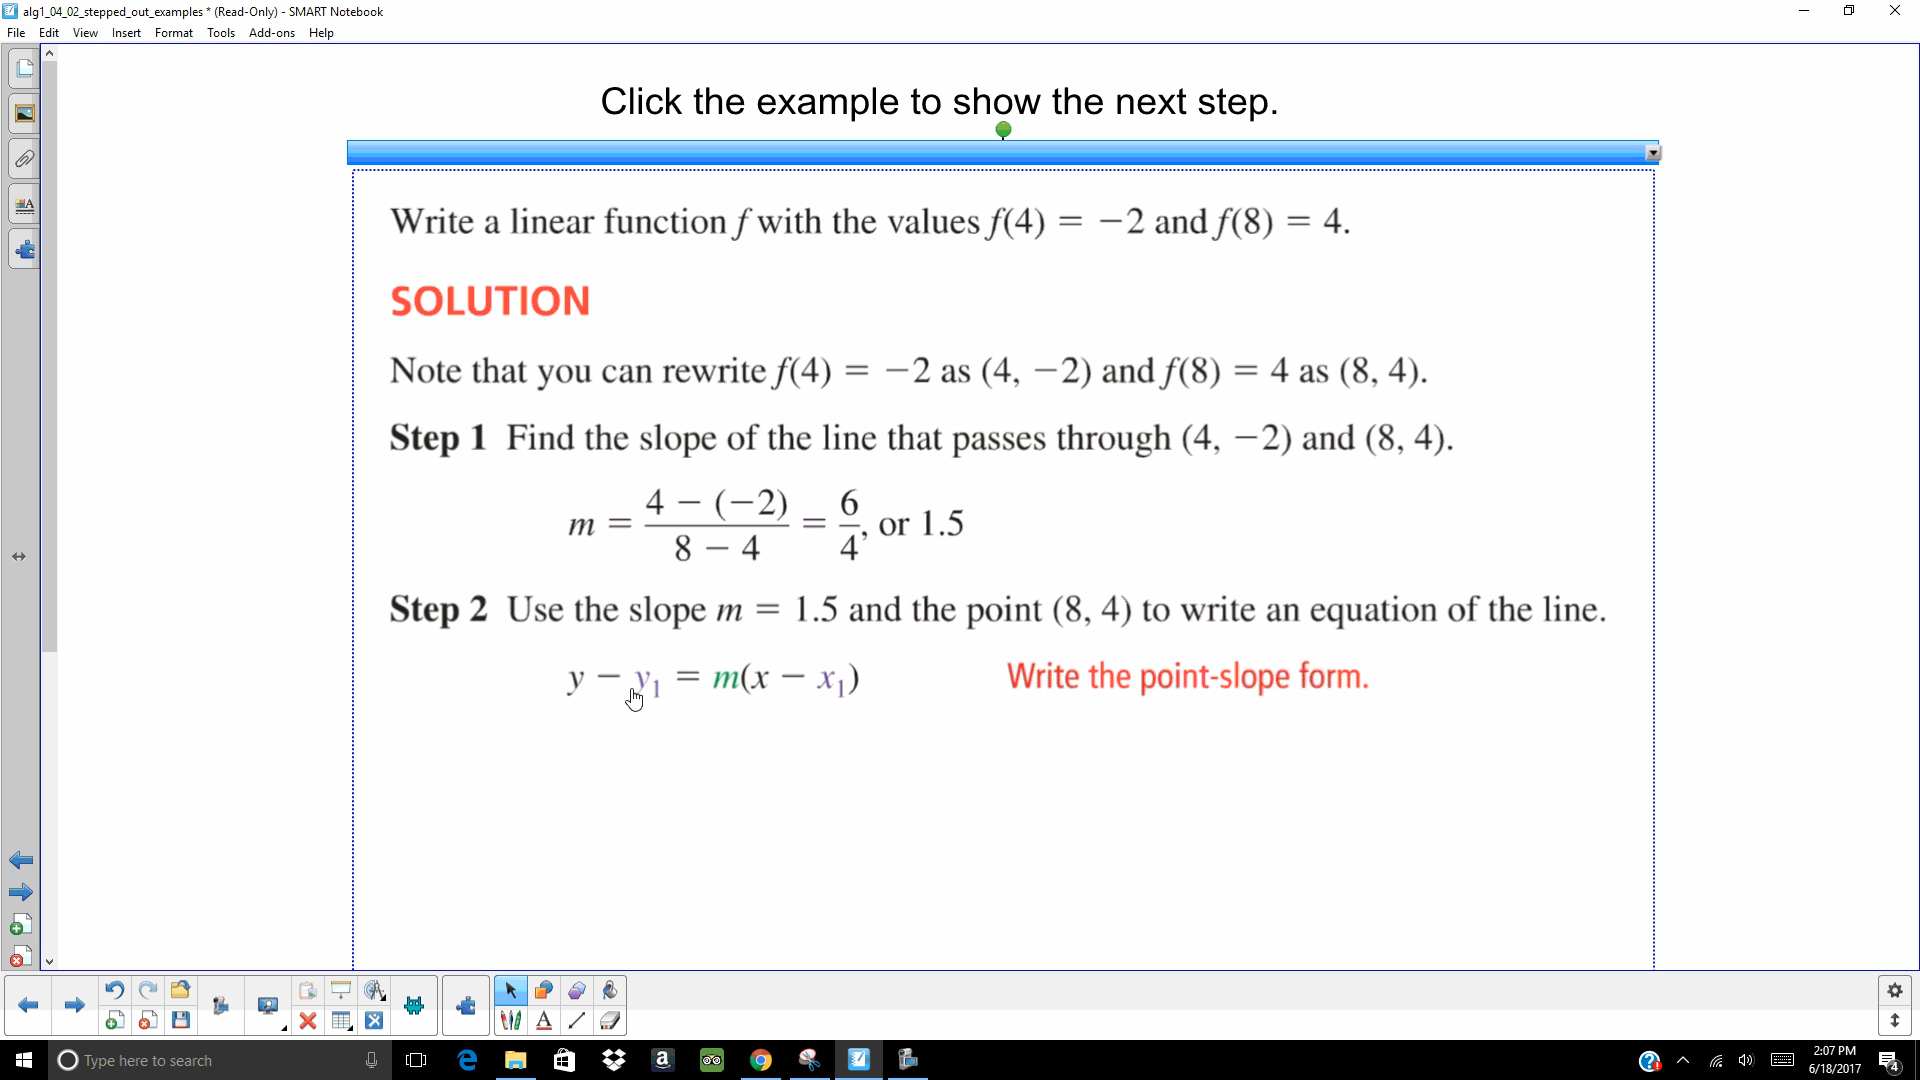 alg1_04_02_stepped_out_examples * (Read-Only) - SMART Notebook
File Edit View Insert Format Tools Add-ons Help
Click the example to show the next step.
Write a linear function f with the values f(4) = −2 and f(8) = 4.
SOLUTION
Note that you can rewrite f(4) = −2 as (4, −2) and f(8) = 4 as (8, 4).
Step 1 Find the slope of the line that passes through (4, −2) and (8, 4).
m = \frac{4 − (−2)}{8 − 4} = \frac{6}{4}, or 1.5
Step 2 Use the slope m = 1.5 and the point (8, 4) to write an equation of the line.
y − y₁ = m(x − x₁) Write the point-slope form.
Type here to search
2:07 PM
6/18/2017
4